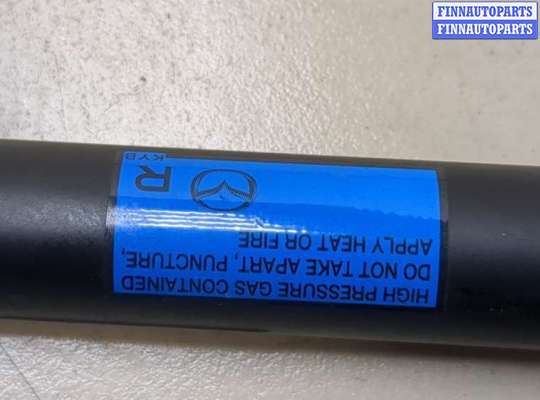 FINNAUTOPARTS
FINNAUTOPARTS
HIGH PRESSURE GAS CONTAINED
DO NOT TAKE APART, PUNCTURE,
APPLY HEAT OR FIRE
R
KYB